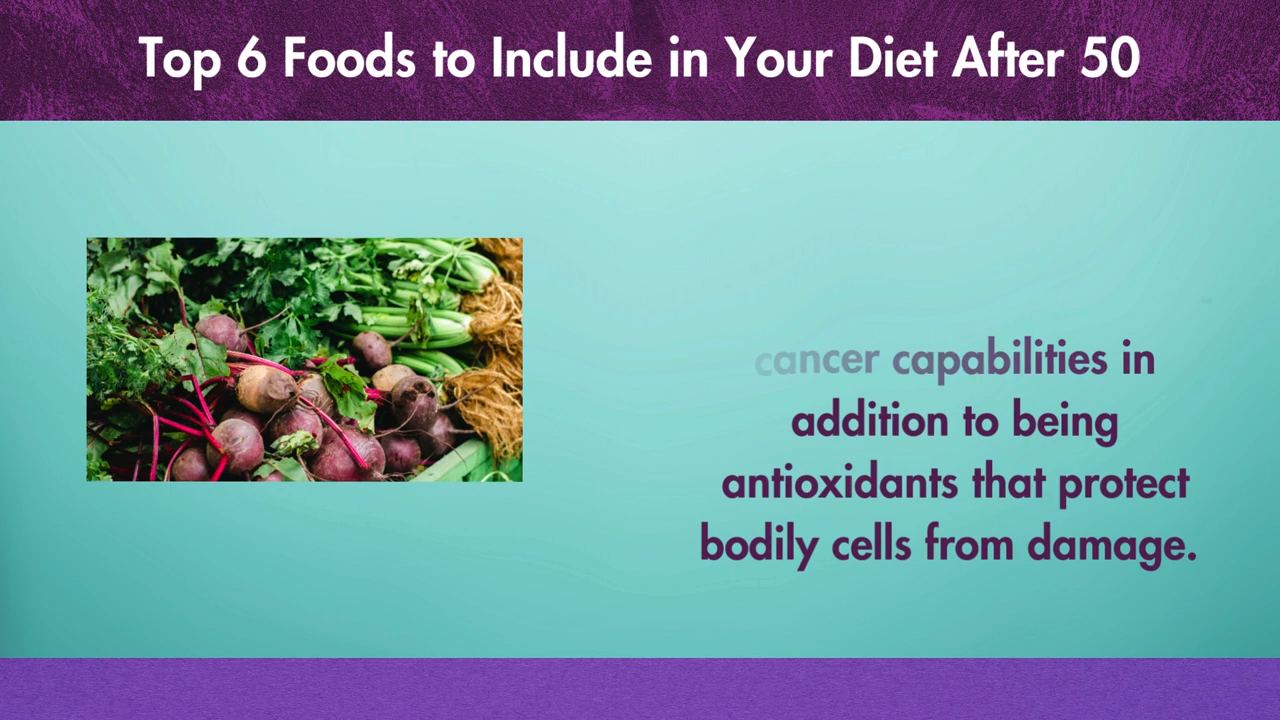 Top 6 Foods to Include in Your Diet After 50
cancer capabilities in
addition to being
antioxidants that protect
bodily cells from damage.